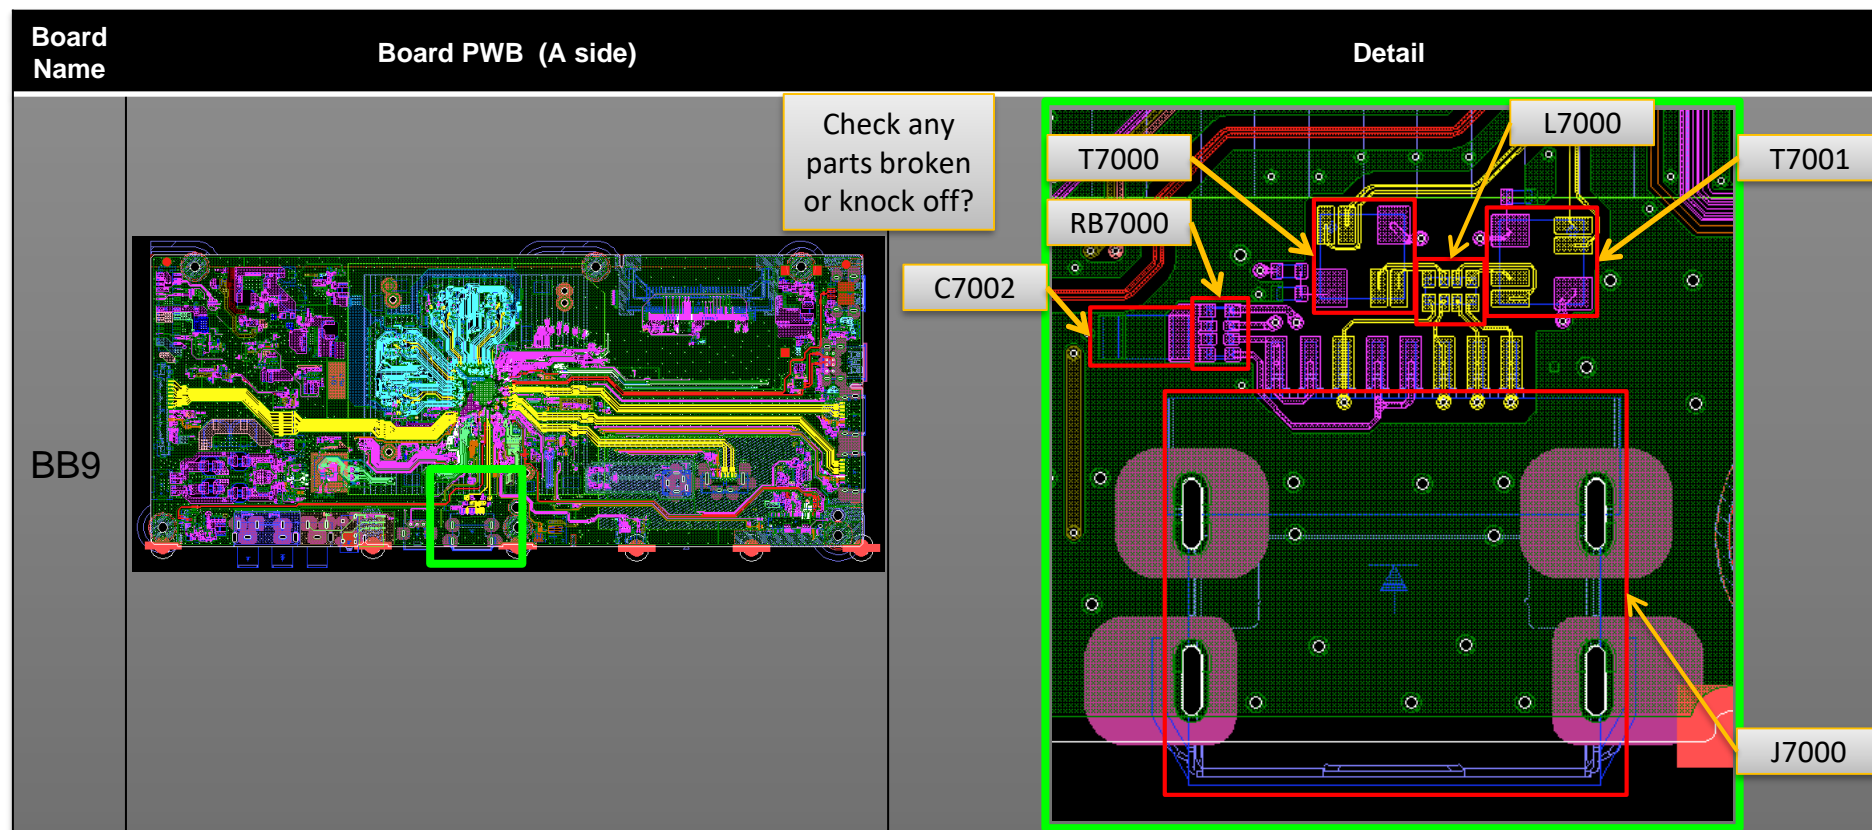 Board
Name
Board PWB  (A side)
Detail
Check any
parts broken
or knock off?
L7000
T7000
T7001
RB7000
C7002
BB9
J7000